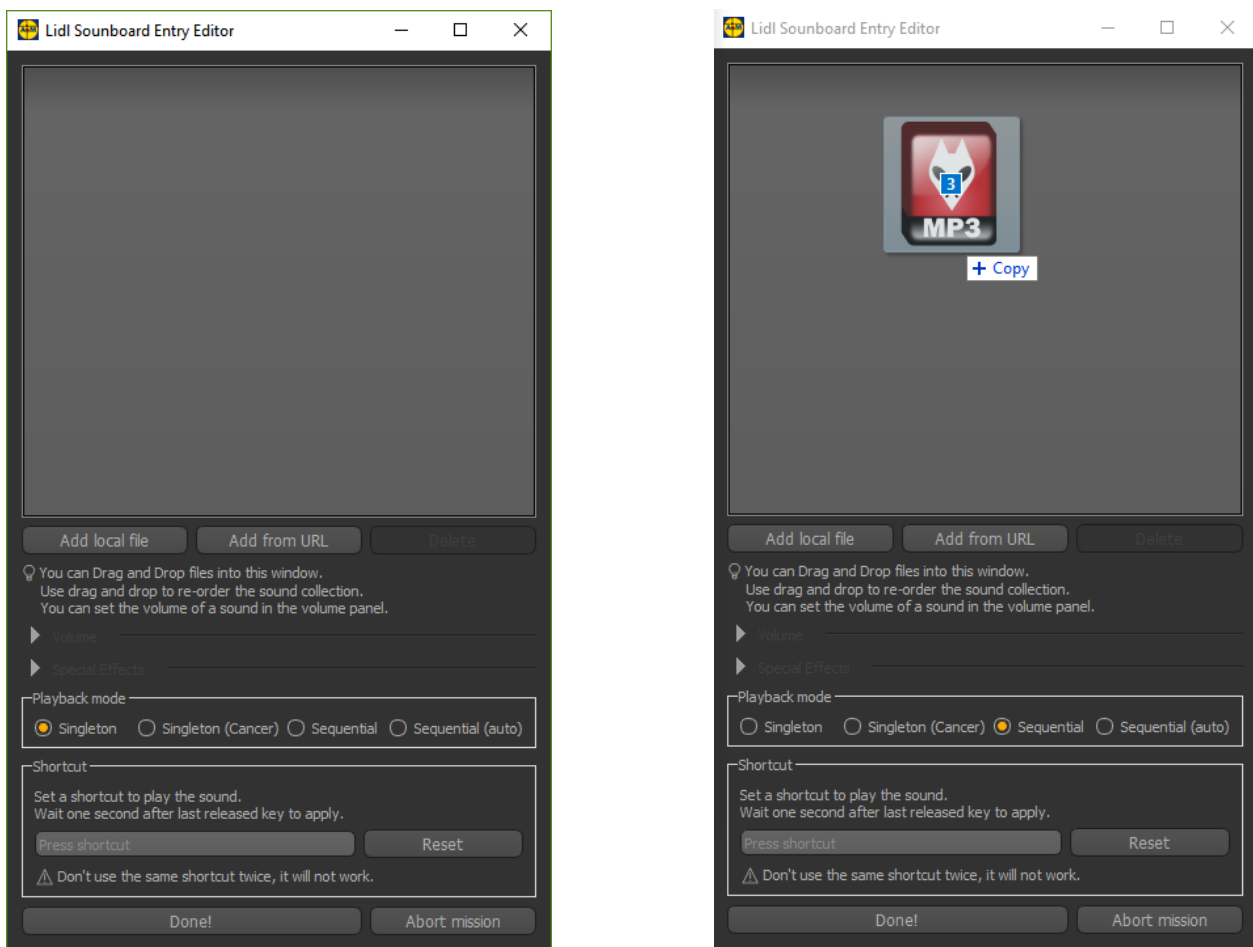 Lidl Sounboard Entry Editor
Add local file
Add from URL
Delete
You can Drag and Drop files into this window.
Use drag and drop to re-order the sound collection.
You can set the volume of a sound in the volume panel.
Volume
Special Effects
Playback mode
Singleton
Singleton (Cancer)
Sequential
Sequential (auto)
Shortcut
Set a shortcut to play the sound.
Wait one second after last released key to apply.
Press shortcut
Reset
Don't use the same shortcut twice, it will not work.
Done!
Abort mission
Lidl Sounboard Entry Editor
3
MP3
+ Copy
Add local file
Add from URL
Delete
You can Drag and Drop files into this window.
Use drag and drop to re-order the sound collection.
You can set the volume of a sound in the volume panel.
Volume
Special Effects
Playback mode
Singleton
Singleton (Cancer)
Sequential
Sequential (auto)
Shortcut
Set a shortcut to play the sound.
Wait one second after last released key to apply.
Press shortcut
Reset
Don't use the same shortcut twice, it will not work.
Done!
Abort mission